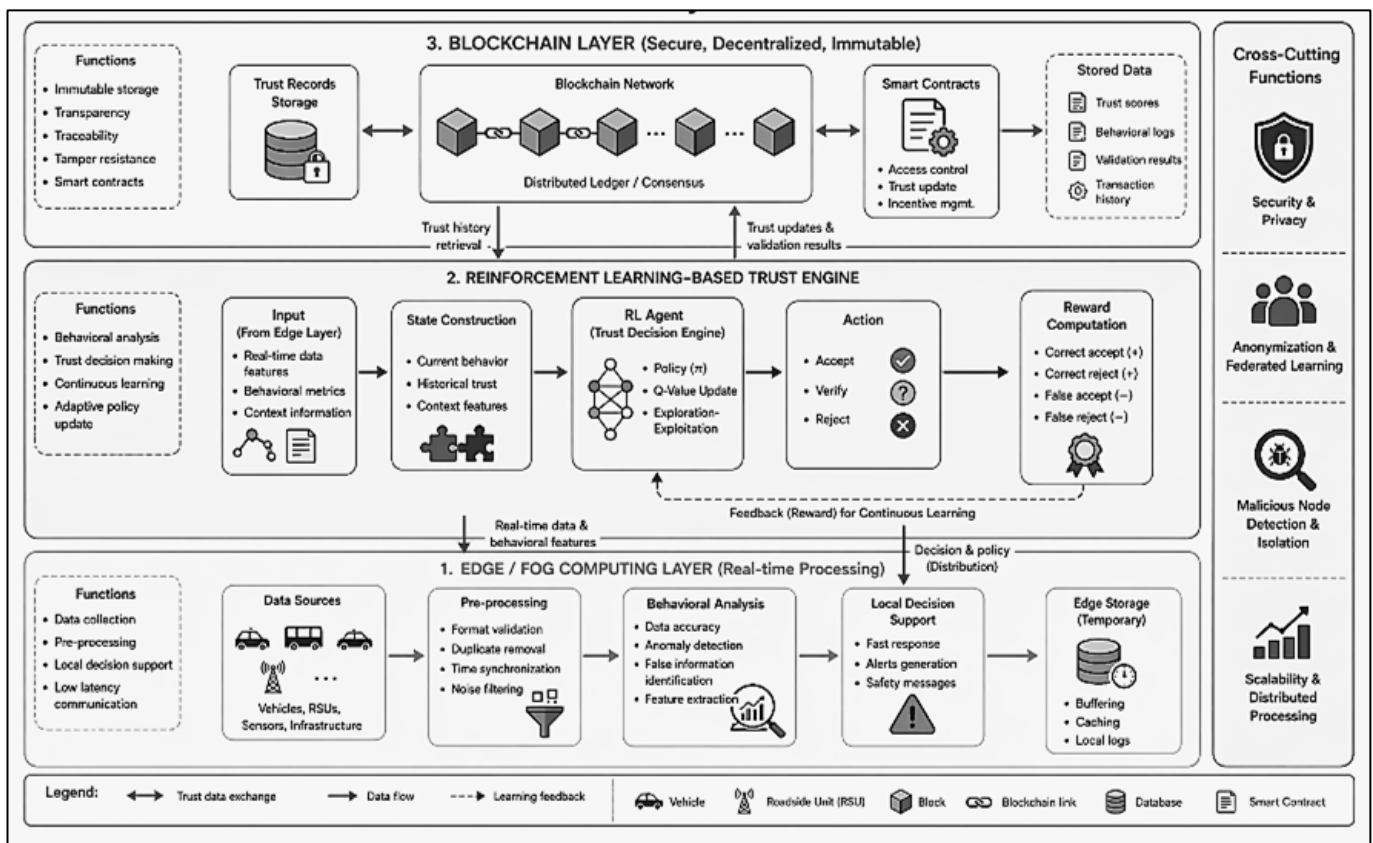 3. BLOCKCHAIN LAYER (Secure, Decentralized, Immutable)
Functions
• Immutable storage
• Transparency
• Traceability
• Tamper resistance
• Smart contracts
Trust Records
Storage
Blockchain Network
Distributed Ledger / Consensus
Smart Contracts
• Access control
• Trust update
• Incentive mgmt.
Stored Data
Trust scores
Behavioral logs
Validation results
Transaction
history
Trust history
retrieval
Trust updates &
validation results
2. REINFORCEMENT LEARNING-BASED TRUST ENGINE
Functions
• Behavioral analysis
• Trust decision making
• Continuous learning
• Adaptive policy
update
Input
(From Edge Layer)
• Real-time data
features
• Behavioral metrics
• Context information
State Construction
• Current behavior
• Historical trust
• Context features
RL Agent
(Trust Decision Engine)
• Policy (π)
• Q-Value Update
• Exploration-
Exploitation
Action
• Accept
• Verify
?
• Reject
Reward
Computation
• Correct accept (+)
• Correct reject (+)
• False accept (−)
• False reject (−)
Feedback (Reward) for Continuous Learning
Real-time data &
behavioral features
Decision & policy
(Distribution)
1. EDGE / FOG COMPUTING LAYER (Real-time Processing)
Functions
• Data collection
• Pre-processing
• Local decision support
• Low latency
communication
Data Sources
...
Vehicles, RSUs,
Sensors, Infrastructure
Pre-processing
• Format validation
• Duplicate removal
• Time synchronization
• Noise filtering
Behavioral Analysis
• Data accuracy
• Anomaly detection
• False information
identification
• Feature extraction
Local Decision
Support
• Fast response
• Alerts generation
• Safety messages
Edge Storage
(Temporary)
• Buffering
• Caching
• Local logs
Cross-Cutting
Functions
Security &
Privacy
Anonymization &
Federated Learning
Malicious Node
Detection &
Isolation
Scalability &
Distributed
Processing
Legend:
Trust data exchange
Data flow
Learning feedback
Vehicle
Roadside Unit (RSU)
Block
Blockchain link
Database
Smart Contract